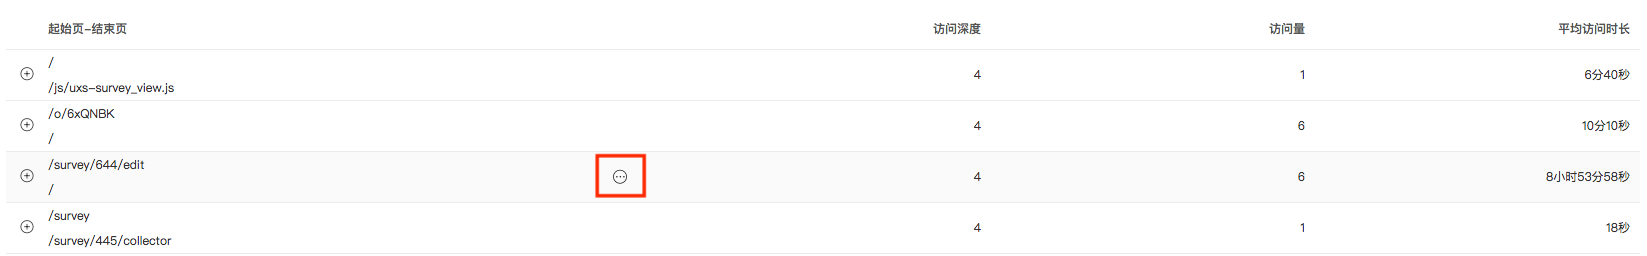 起始页-结束页 访问深度 访问量 平均访问时长
/
/js/uxs-survey_view.js
4 1 6分40秒
/o/6xQNBK
/
4 6 10分10秒
/survey/644/edit
/
4 6 8小时53分58秒
/survey
/survey/445/collector
4 1 18秒